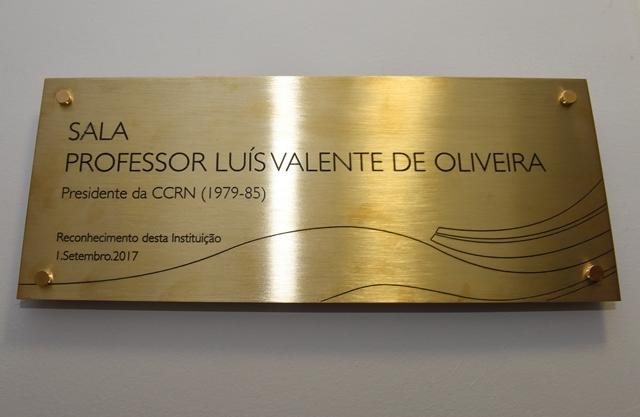 SALA
PROFESSOR LUÍS VALENTE DE OLIVEIRA
Presidente da CCRN (1979-85)
Reconhecimento desta Instituição
1.Setembro.2017